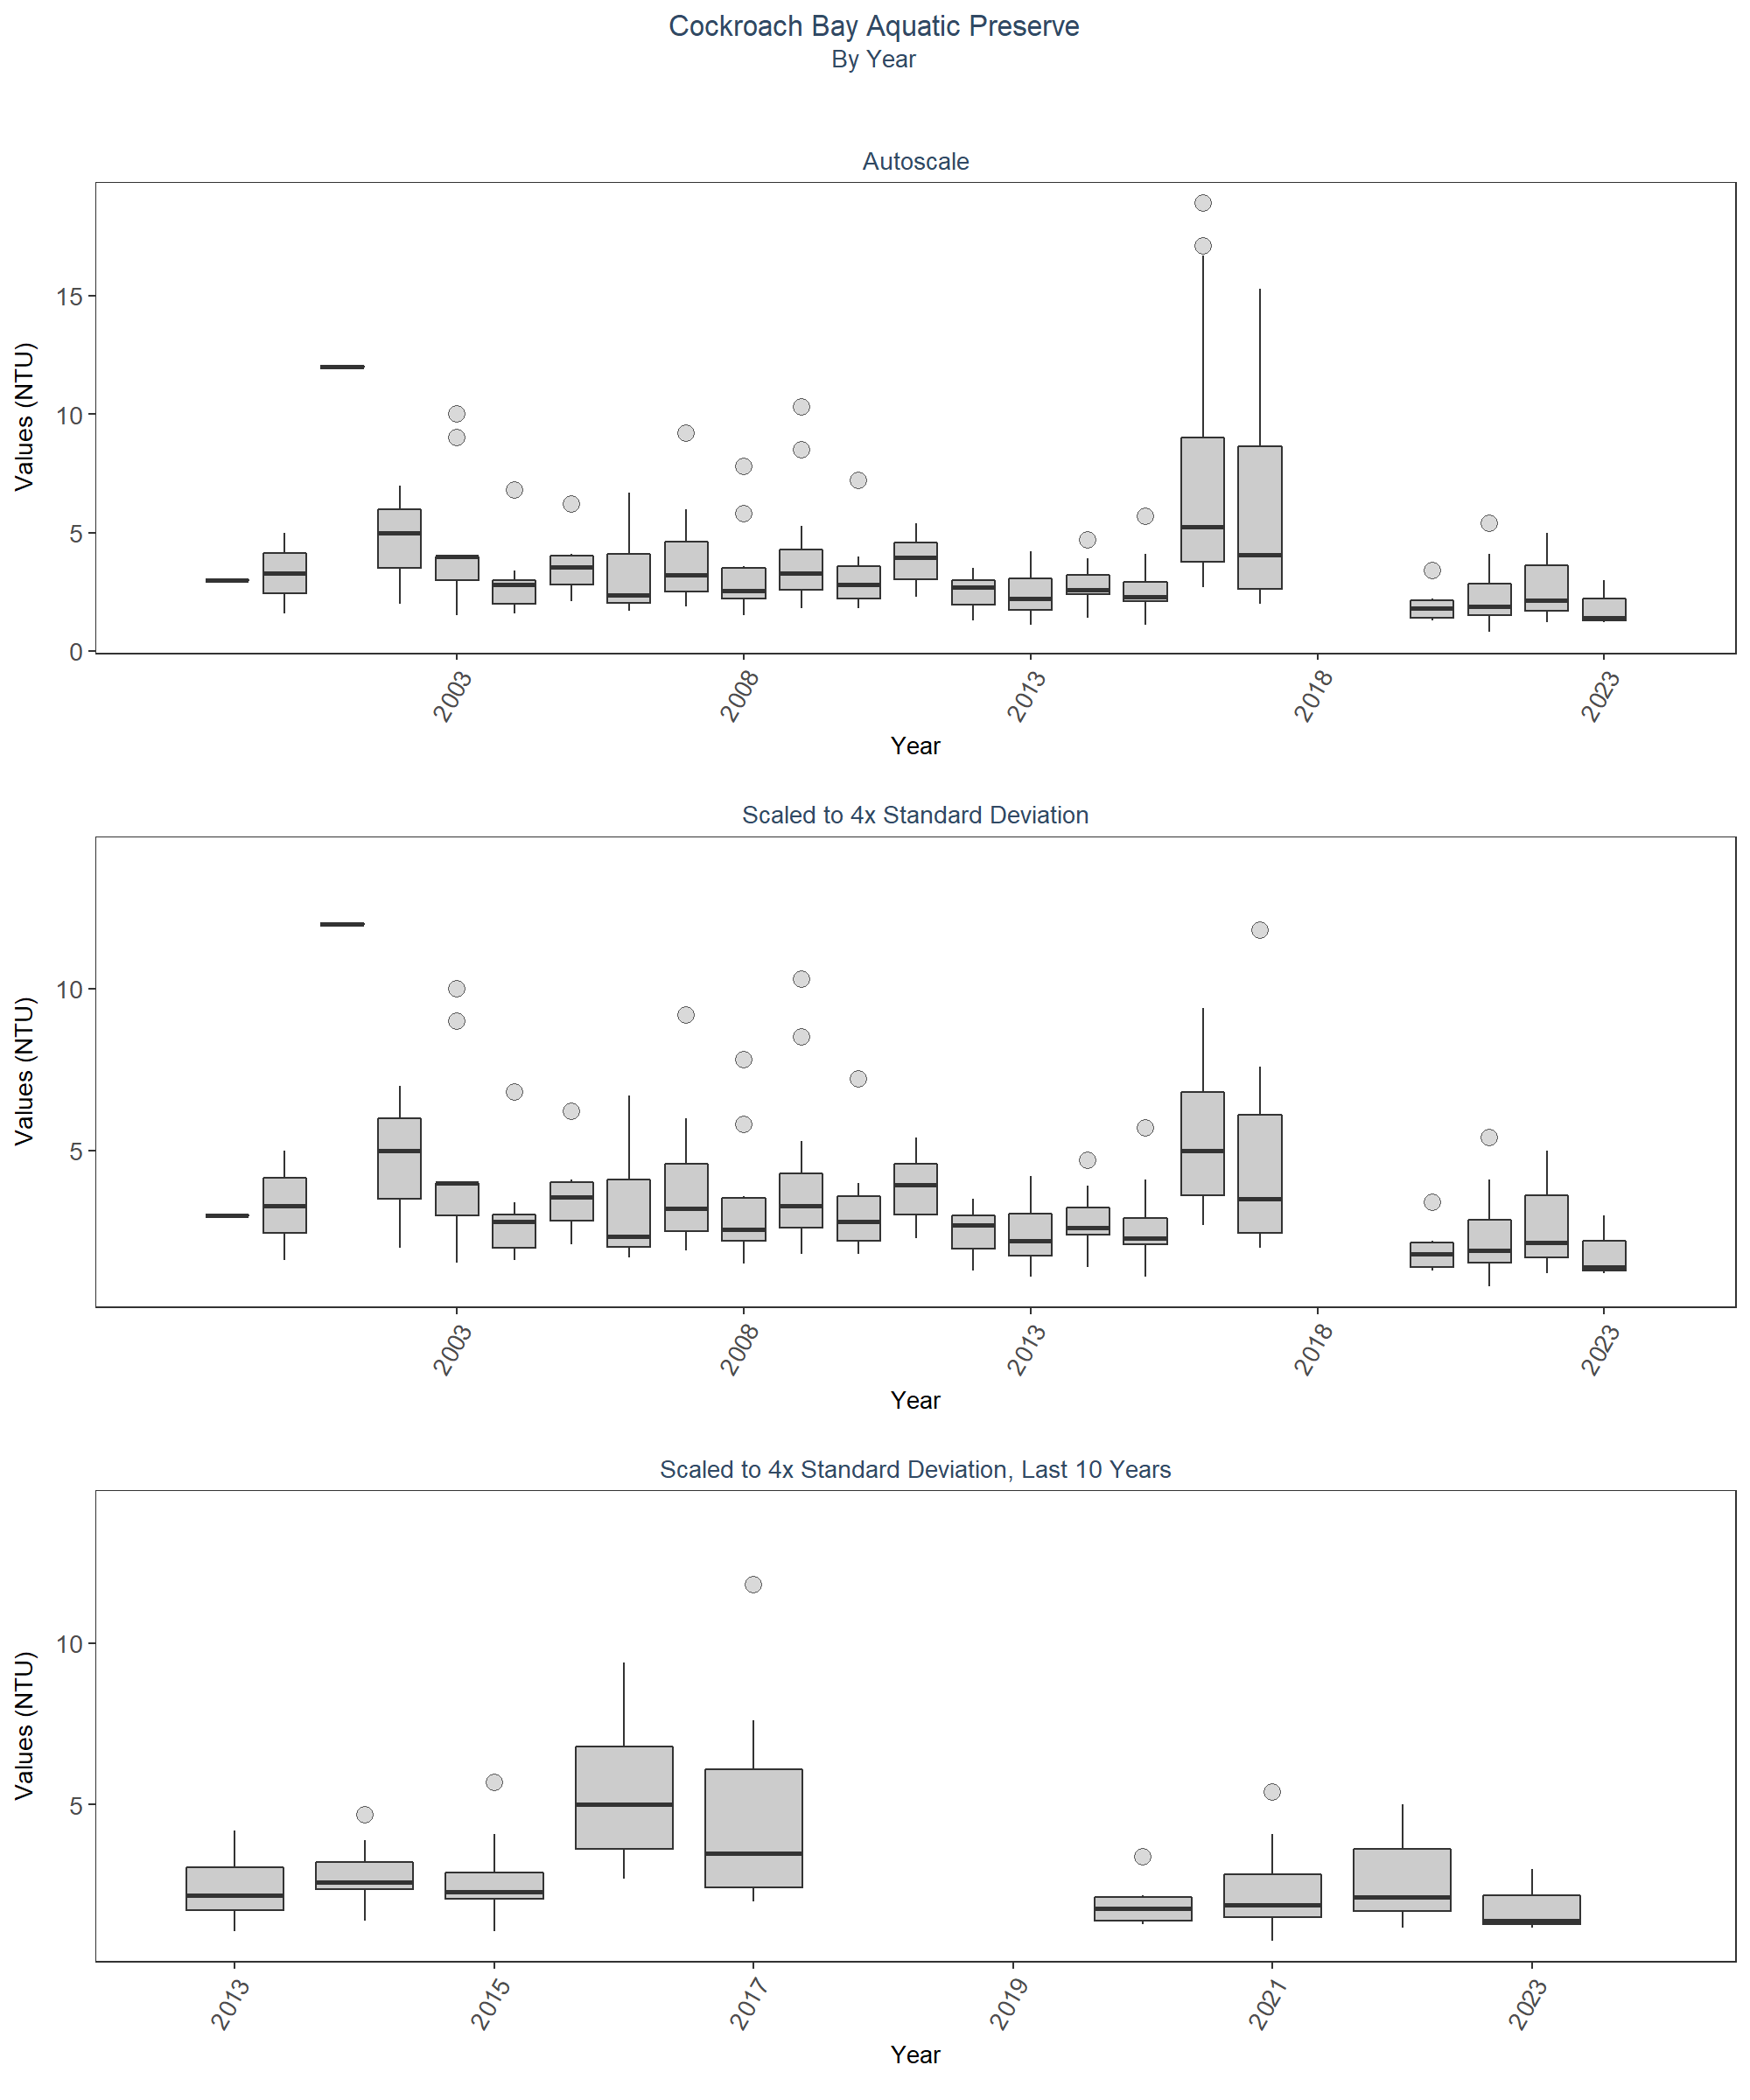 Cockroach Bay Aquatic Preserve
By Year
Autoscale
Values (NTU)
15
10
5
0
2003
2008
2013
2018
2023
Year
Scaled to 4x Standard Deviation
Values (NTU)
10
5
2003
2008
2013
2018
2023
Year
Scaled to 4x Standard Deviation, Last 10 Years
Values (NTU)
10
5
2013
2015
2017
2019
2021
2023
Year